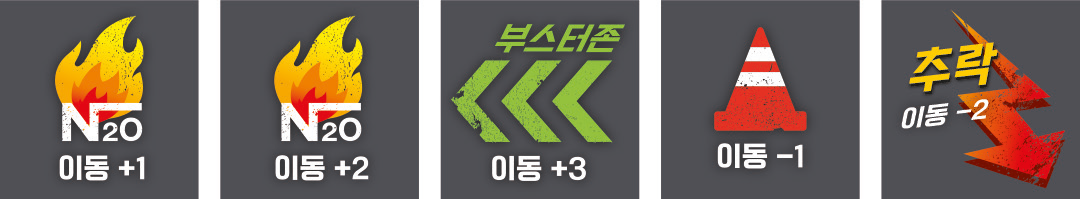 N2O
이동 +1
N2O
이동 +2
부스터존
이동 +3
이동 -1
추락
이동 -2